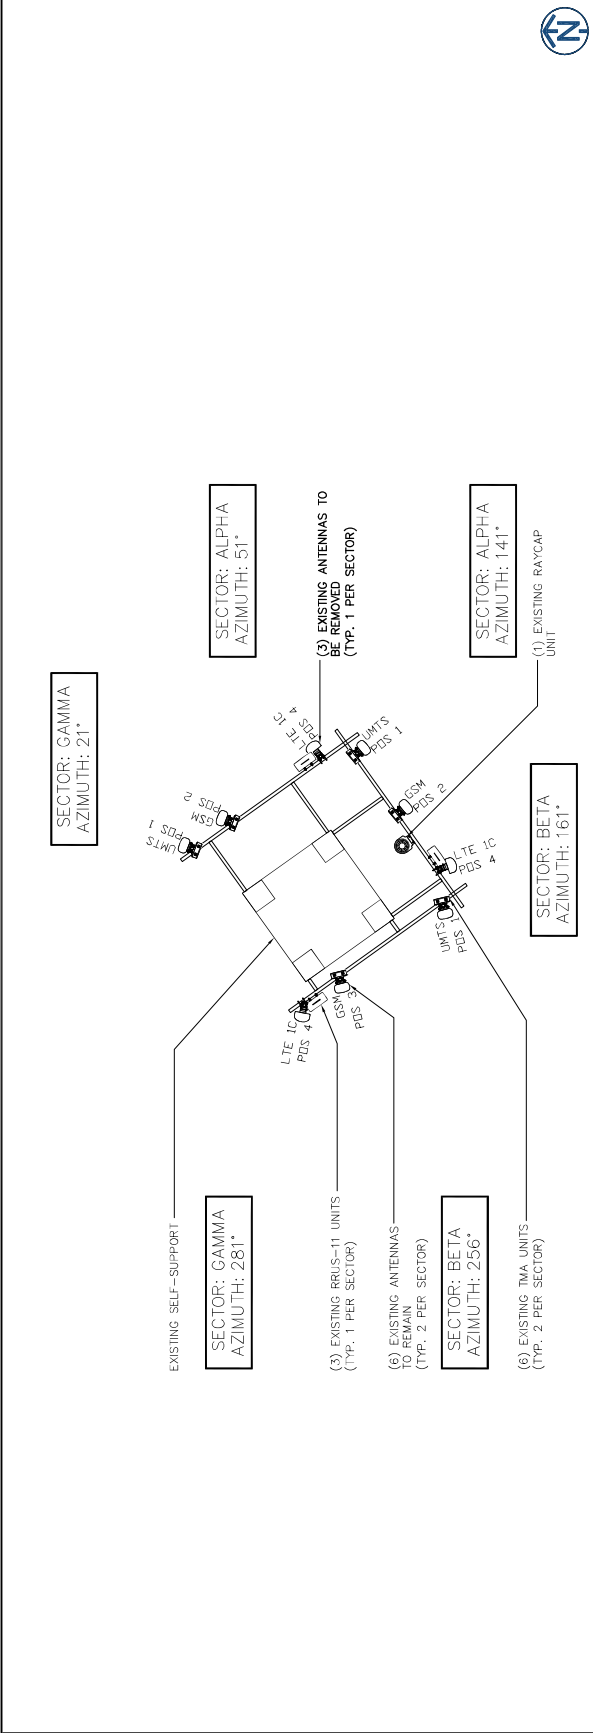 SECTOR: GAMMA
AZIMUTH: 21°
EXISTING SELF-SUPPORT
SECTOR: GAMMA
AZIMUTH: 281°
SECTOR: ALPHA
AZIMUTH: 51°
UMTS
POS 1
GSM
POS 2
LTE 1C
POS 4
(3) EXISTING ANTENNAS TO
BE REMOVED
(TYP. 1 PER SECTOR)
LTE 1C
POS 4
GSM
POS 3
UMTS
POS 1
(3) EXISTING RRUS-11 UNITS
(TYP. 1 PER SECTOR)
(6) EXISTING ANTENNAS
TO REMAIN
(TYP. 2 PER SECTOR)
UMTS
POS 1
GSM
POS 2
LTE 1C
POS 4
SECTOR: BETA
AZIMUTH: 256°
SECTOR: ALPHA
AZIMUTH: 141°
(6) EXISTING TMA UNITS
(TYP. 2 PER SECTOR)
(1) EXISTING RAYCAP
UNIT
SECTOR: BETA
AZIMUTH: 161°
N